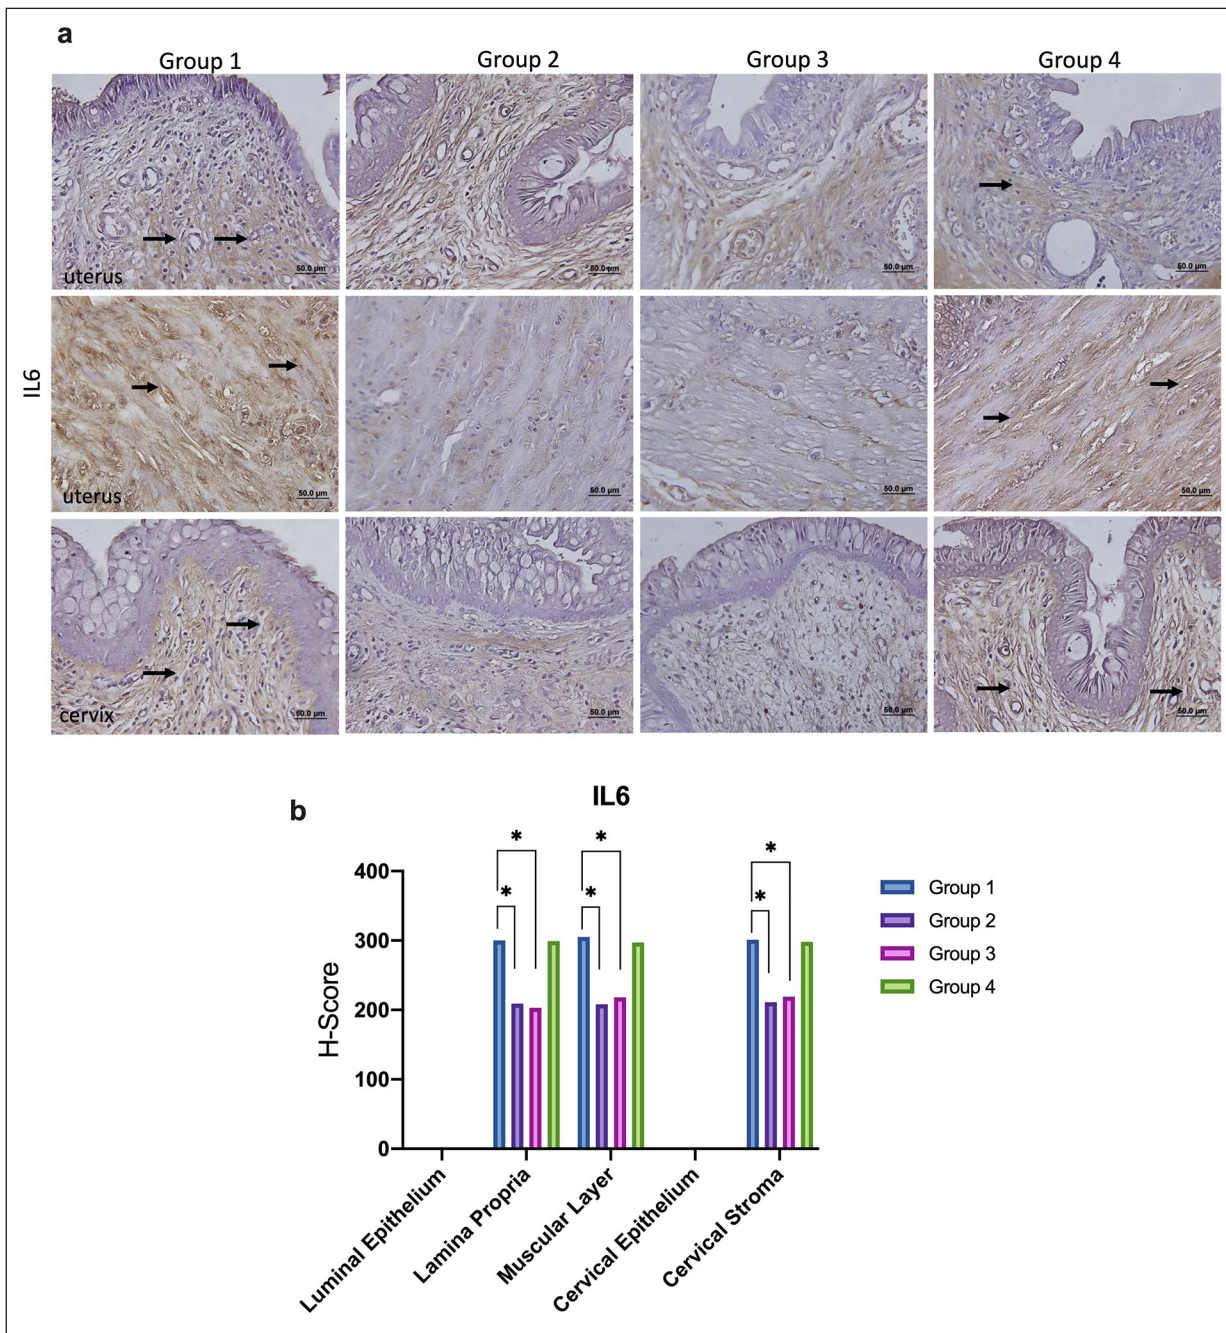 a
Group 1 Group 2 Group 3 Group 4
IL6
uterus 50.0 µm 50.0 µm 50.0 µm 50.0 µm
uterus 50.0 µm 50.0 µm 50.0 µm 50.0 µm
cervix 50.0 µm 50.0 µm 50.0 µm 50.0 µm
b
IL6
* * * * * *
400
300
200
100
0
H-Score
Luminal Epithelium
Lamina Propria
Muscular Layer
Cervical Epithelium
Cervical Stroma
Group 1
Group 2
Group 3
Group 4